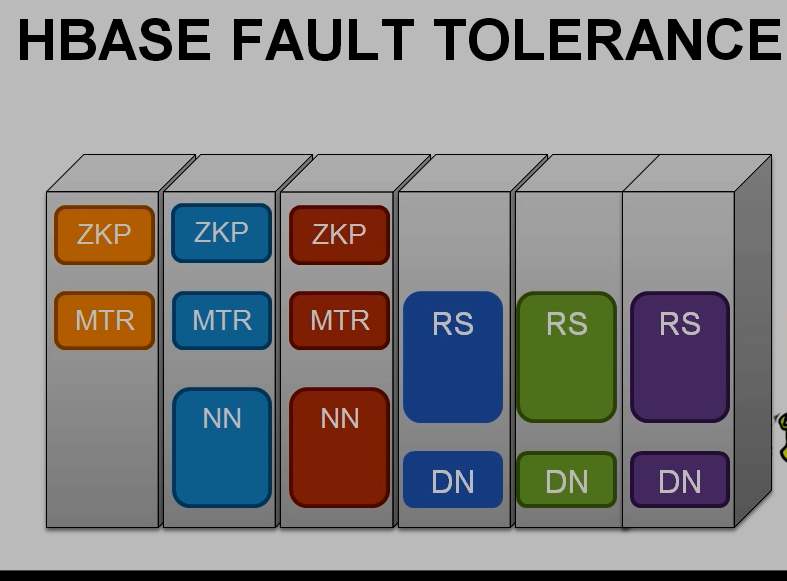 HBASE FAULT TOLERANCE
ZKP ZKP ZKP
MTR MTR MTR RS RS RS
NN NN
DN DN DN